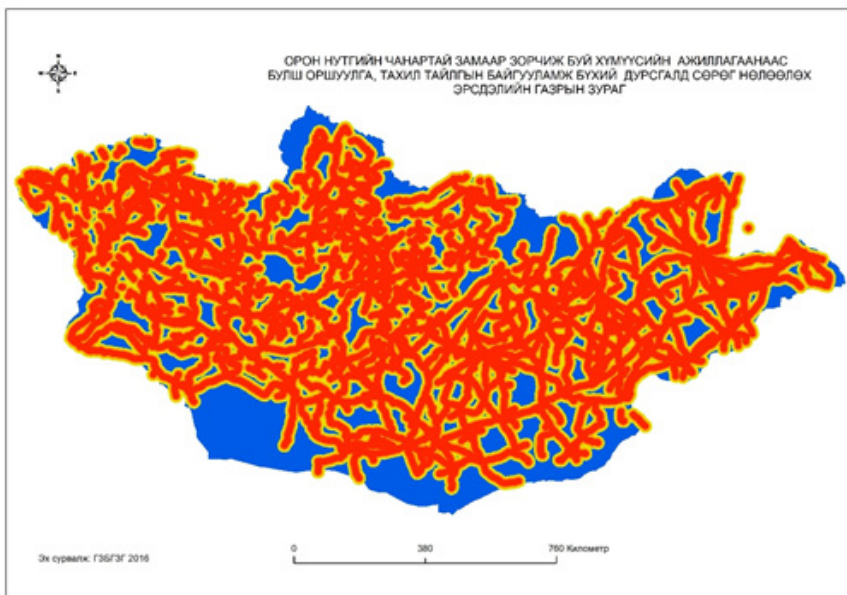 ОРОН НУТГИЙН ЧАНАРТАЙ ЗАМААР ЗОРЧИЖ БУЙ ХҮМҮҮСИЙН АЖИЛЛАГААНААС
БУЛШ ОРШУУЛГА, ТАХИЛ ТАЙЛГЫН БАЙГУУЛАМЖ БҮХИЙ ДУРСГАЛД СӨРӨГ НӨЛӨӨЛӨХ
ЭРСДЭЛИЙН ГАЗРЫН ЗУРАГ
0 380 760 Километр
Эх сурвалж: ГЗБГЗГ 2016